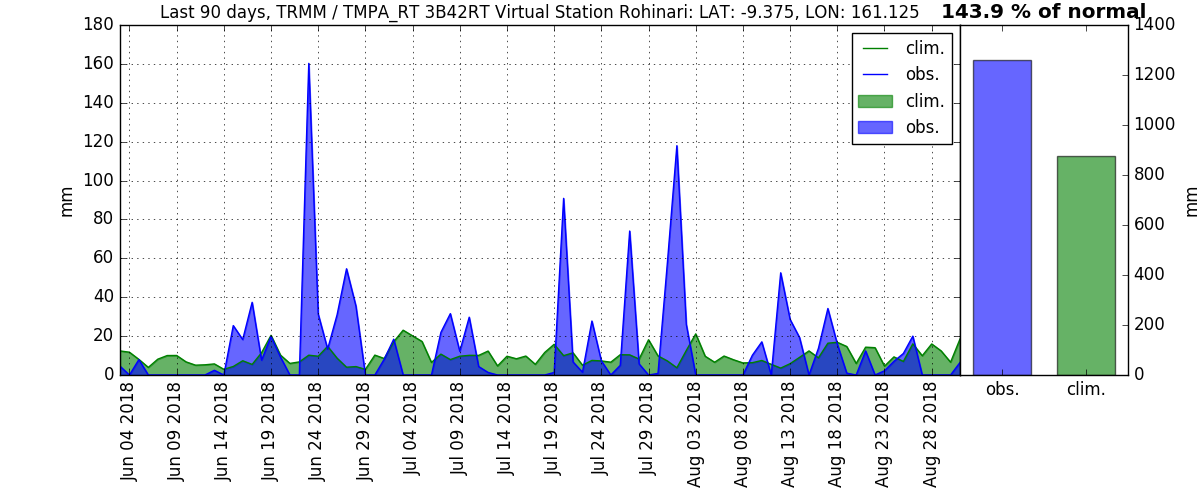 Last 90 days, TRMM / TMPA_RT 3B42RT Virtual Station Rohinari: LAT: -9.375, LON: 161.125
143.9 % of normal
180
160
140
120
100
80
60
40
20
0
mm
clim.
obs.
clim.
obs.
Jun 04 2018
Jun 09 2018
Jun 14 2018
Jun 19 2018
Jun 24 2018
Jun 29 2018
Jul 04 2018
Jul 09 2018
Jul 14 2018
Jul 19 2018
Jul 24 2018
Jul 29 2018
Aug 03 2018
Aug 08 2018
Aug 13 2018
Aug 18 2018
Aug 23 2018
Aug 28 2018
1400
1200
1000
800
600
400
200
0
mm
obs.
clim.